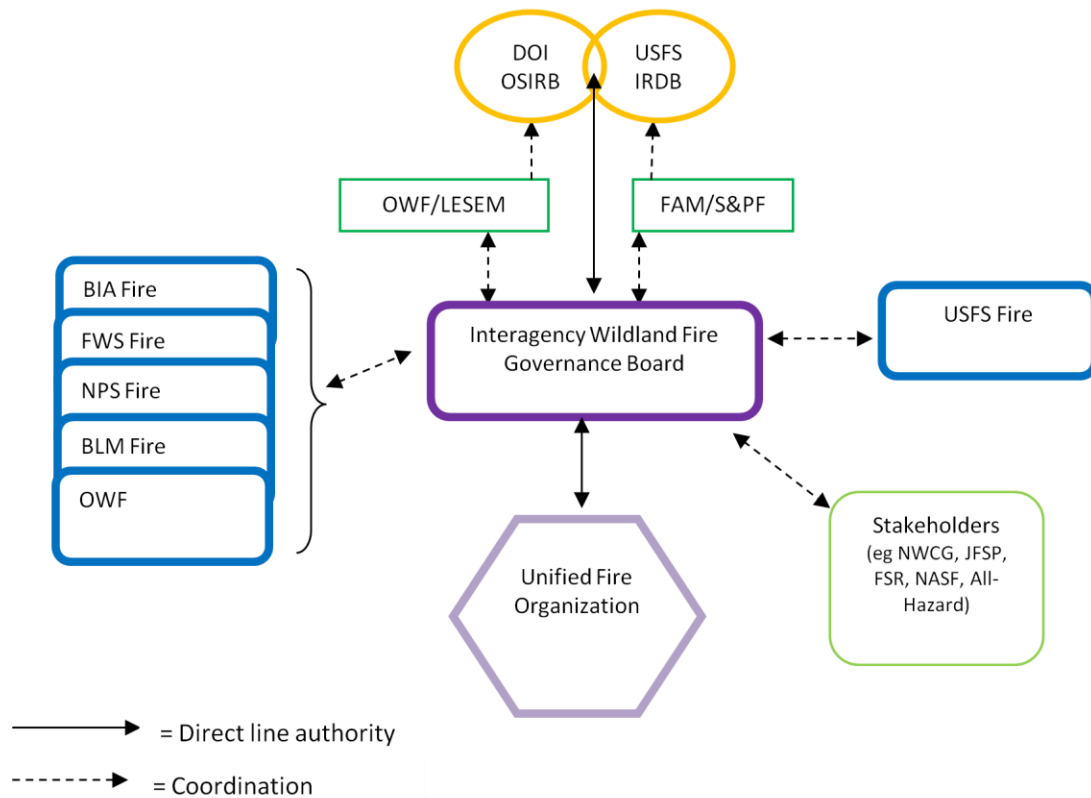 DOI
OSIRB
USFS
IRDB
OWF/LESEM
FAM/S&PF
BIA Fire
FWS Fire
NPS Fire
BLM Fire
OWF
Interagency Wildland Fire
Governance Board
USFS Fire
Unified Fire
Organization
Stakeholders
(eg NWCG, JFSP,
FSR, NASF, All-
Hazard)
= Direct line authority
= Coordination